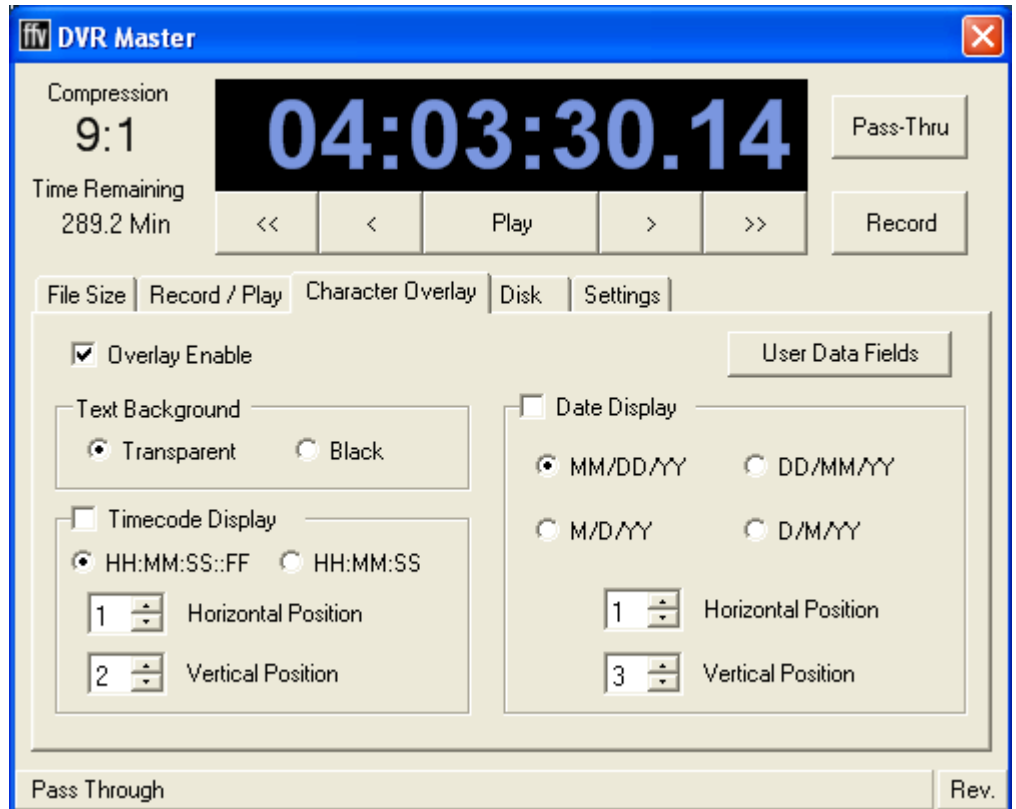 ffv DVR Master
Compression
9:1
Time Remaining
289.2 Min
04:03:30.14
<< < Play > >>
Pass-Thru
Record
File Size Record / Play Character Overlay Disk Settings
Overlay Enable
User Data Fields
Text Background
Transparent Black
Timecode Display
HH:MM:SS::FF HH:MM:SS
1 Horizontal Position
2 Vertical Position
Date Display
MM/DD/YY DD/MM/YY
M/D/YY D/M/YY
1 Horizontal Position
3 Vertical Position
Pass Through Rev.